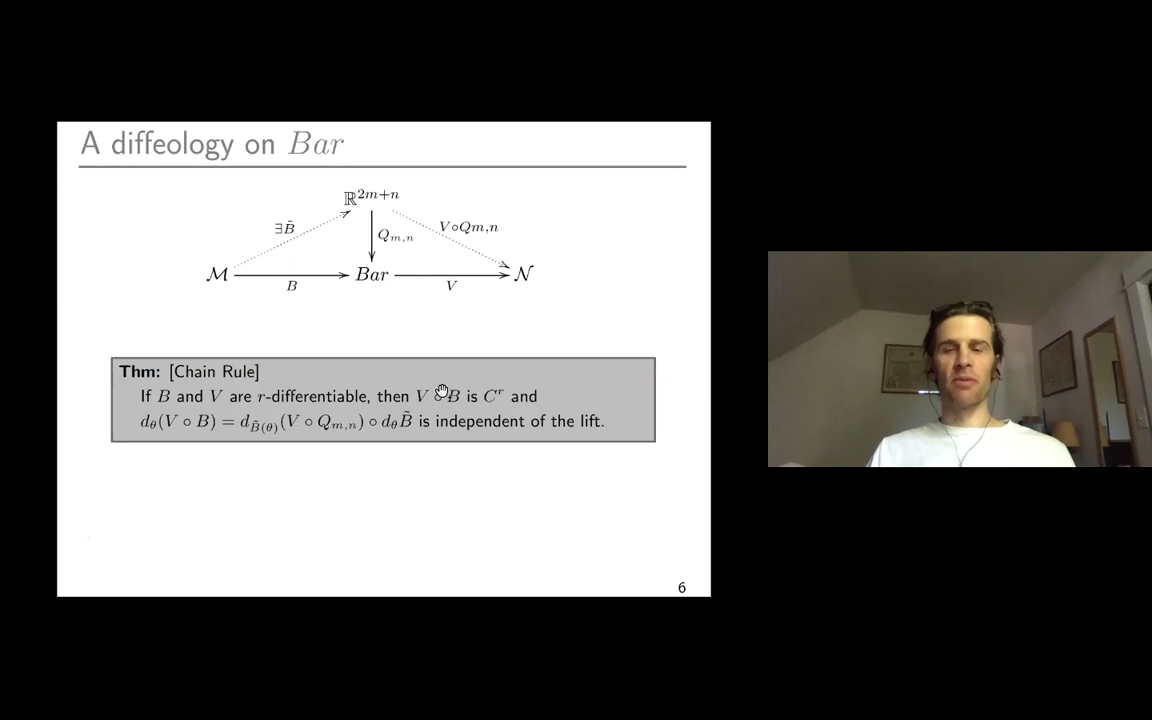 A diffeology on Bar
ℝ^{2m+n}
∃B̃
V∘Qm,n
Q_{m,n}
ℳ
Bar
𝒩
B
V
Thm: [Chain Rule]
If B and V are r-differentiable, then V ∘ B is C^r and
d_θ(V ∘ B) = d_{B̃(θ)}(V ∘ Q_{m,n}) ∘ d_θB̃ is independent of the lift.
6